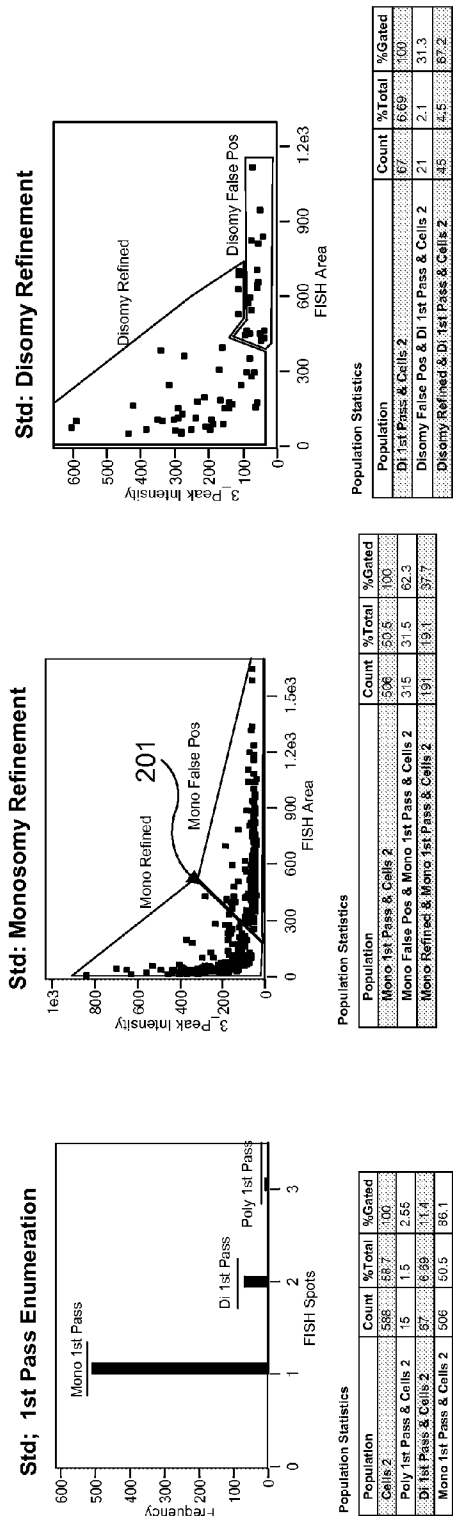 Std; 1st Pass Enumeration
600
500
400
300
200
100
0
Frequency
Mono 1st Pass
Di 1st Pass
Poly 1st Pass
0 1 2 3
FISH Spots
Population Statistics
Population Count %Total %Gated
Cells 2 588 58.7 100
Poly 1st Pass & Cells 2 15 1.5 2.55
Di 1st Pass & Cells 2 67 6.69 11.4
Mono 1st Pass & Cells 2 506 50.5 86.1
Std: Monosomy Refinement
1e3
800
600
400
200
0
3_Peak Intensity
Mono Refined
201
Mono False Pos
0 300 600 900 1.2e3 1.5e3
FISH Area
Population Statistics
Population Count %Total %Gated
Mono 1st Pass & Cells 2 506 50.5 100
Mono False Pos & Mono 1st Pass & Cells 2 315 31.5 62.3
Mono Refined & Mono 1st Pass & Cells 2 191 19.1 37.7
Std: Disomy Refinement
600
500
400
300
200
100
0
3_Peak Intensity
Disomy Refined
Disomy False Pos
0 300 600 900 1.2e3
FISH Area
Population Statistics
Population Count %Total %Gated
Di 1st Pass & Cells 2 67 6.69 100
Disomy False Pos & Di 1st Pass & Cells 2 21 2.1 31.3
Disomy Refined & Di 1st Pass & Cells 2 45 4.5 67.2